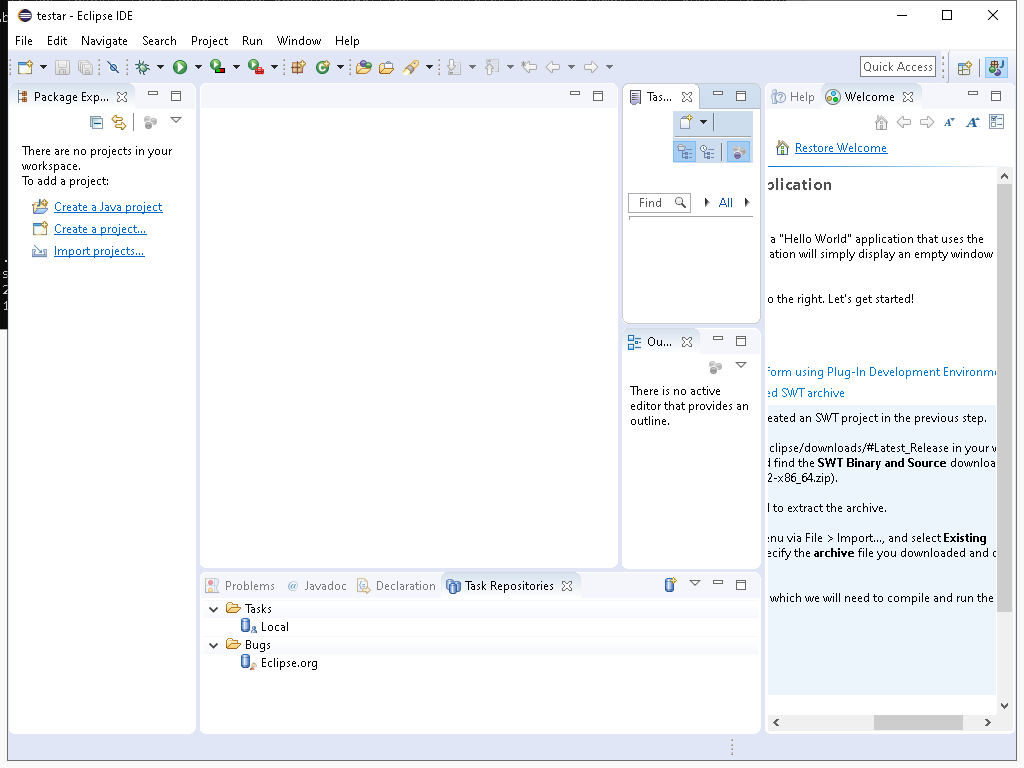 testar - Eclipse IDE
File Edit Navigate Search Project Run Window Help
Quick Access
Package Exp...
There are no projects in your
workspace.
To add a project:
Create a Java project
Create a project...
Import projects...
Tas...
Find
All
Ou...
There is no active
editor that provides an
outline.
Help
Welcome
Restore Welcome
plication
a "Hello World" application that uses the
ation will simply display an empty window
o the right. Let's get started!
form using Plug-In Development Environme
ed SWT archive
eated an SWT project in the previous step.
clipse/downloads/#Latest_Release in your w
d find the SWT Binary and Source downloa
2-x86_64.zip).
l to extract the archive.
enu via File > Import..., and select Existing
ecify the archive file you downloaded and c
which we will need to compile and run the
Problems @ Javadoc Declaration Task Repositories
Tasks
Local
Bugs
Eclipse.org